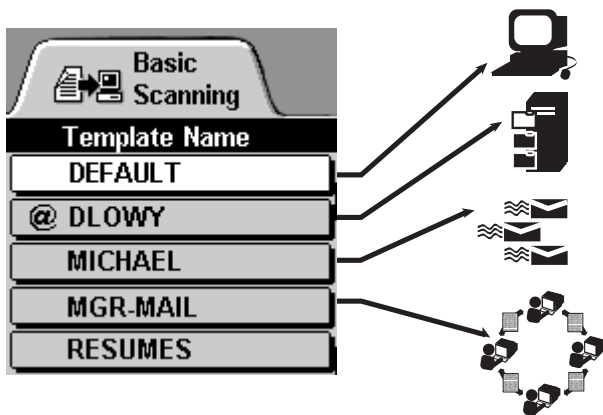 Basic
Scanning
Template Name
DEFAULT
@ DLOWY
MICHAEL
MGR-MAIL
RESUMES